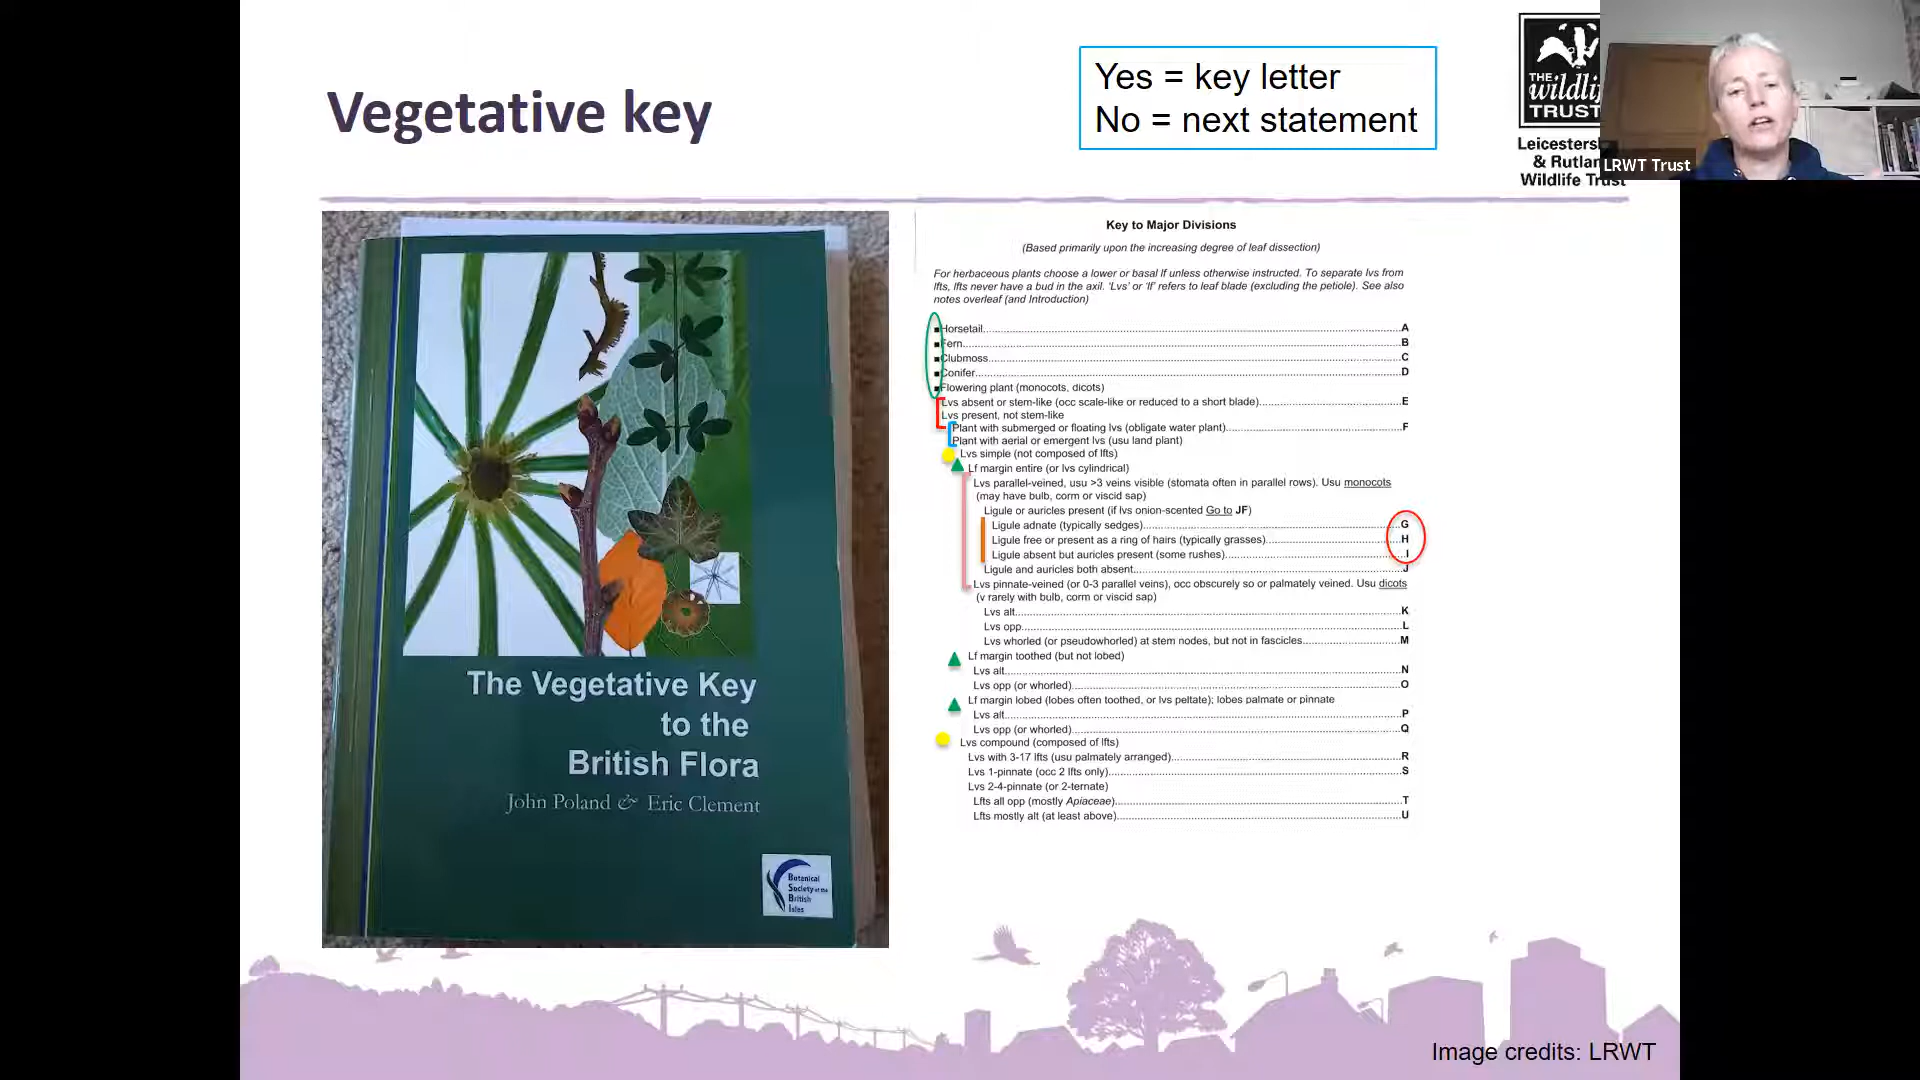 Vegetative key
Yes = key letter
No = next statement
THE
wildli
TRUST
Leicesters
& Rutlan
Wildlife Trust
LRWT Trust
The Vegetative Key
to the
British Flora
John Poland & Eric Clement
Botanical
Society of the
British
Isles
Key to Major Divisions
(Based primarily upon the increasing degree of leaf dissection)
For herbaceous plants choose a lower or basal lf unless otherwise instructed. To separate lvs from
lfts, lfts never have a bud in the axil. 'Lvs' or 'lf' refers to leaf blade (excluding the petiole). See also
notes overleaf (and Introduction)
Horsetail A
Fern B
Clubmoss C
Conifer D
Flowering plant (monocots, dicots)
Lvs absent or stem-like (occ scale-like or reduced to a short blade) E
Lvs present, not stem-like
Plant with submerged or floating lvs (obligate water plant) F
Plant with aerial or emergent lvs (usu land plant)
Lvs simple (not composed of lfts)
Lf margin entire (or lvs cylindrical)
Lvs parallel-veined, usu >3 veins visible (stomata often in parallel rows). Usu monocots
(may have bulb, corm or viscid sap)
Ligule or auricles present (if lvs onion-scented Go to JF)
Ligule adnate (typically sedges) G
Ligule free or present as a ring of hairs (typically grasses) H
Ligule absent but auricles present (some rushes) I
Ligule and auricles both absent J
Lvs pinnate-veined (or 0-3 parallel veins), occ obscurely so or palmately veined. Usu dicots
(v rarely with bulb, corm or viscid sap)
Lvs alt K
Lvs opp L
Lvs whorled (or pseudowhorled) at stem nodes, but not in fascicles M
Lf margin toothed (but not lobed)
Lvs alt N
Lvs opp (or whorled) O
Lf margin lobed (lobes often toothed, or lvs peltate); lobes palmate or pinnate
Lvs alt P
Lvs opp (or whorled) Q
Lvs compound (composed of lfts)
Lvs with 3-17 lfts (usu palmately arranged) R
Lvs 1-pinnate (occ 2 lfts only) S
Lvs 2-4-pinnate (or 2-ternate)
Lfts all opp (mostly Apiaceae) T
Lfts mostly alt (at least above) U
Image credits: LRWT